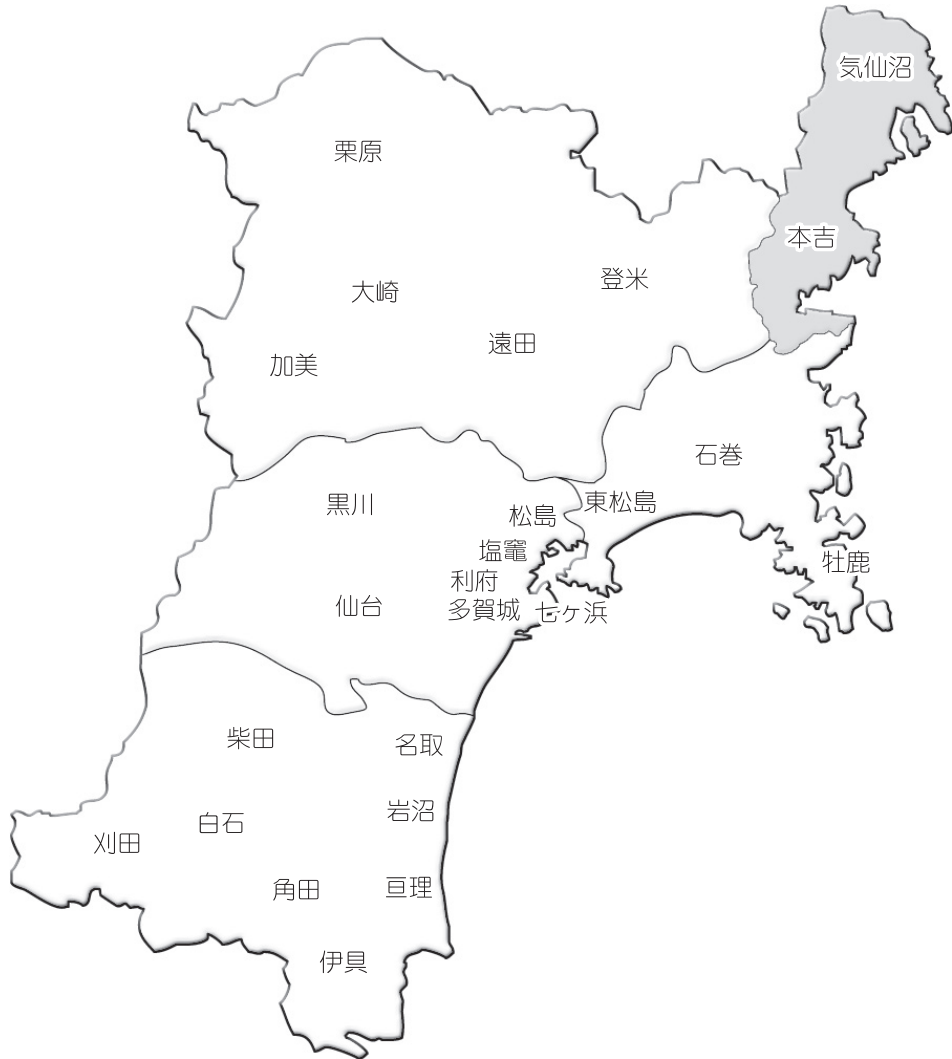 気仙沼
栗原
本吉
登米
大崎
遠田
加美
石巻
黒川
松島
東松島
塩竈
牡鹿
利府
仙台
多賀城
七ヶ浜
柴田
名取
岩沼
白石
刈田
角田
亘理
伊具